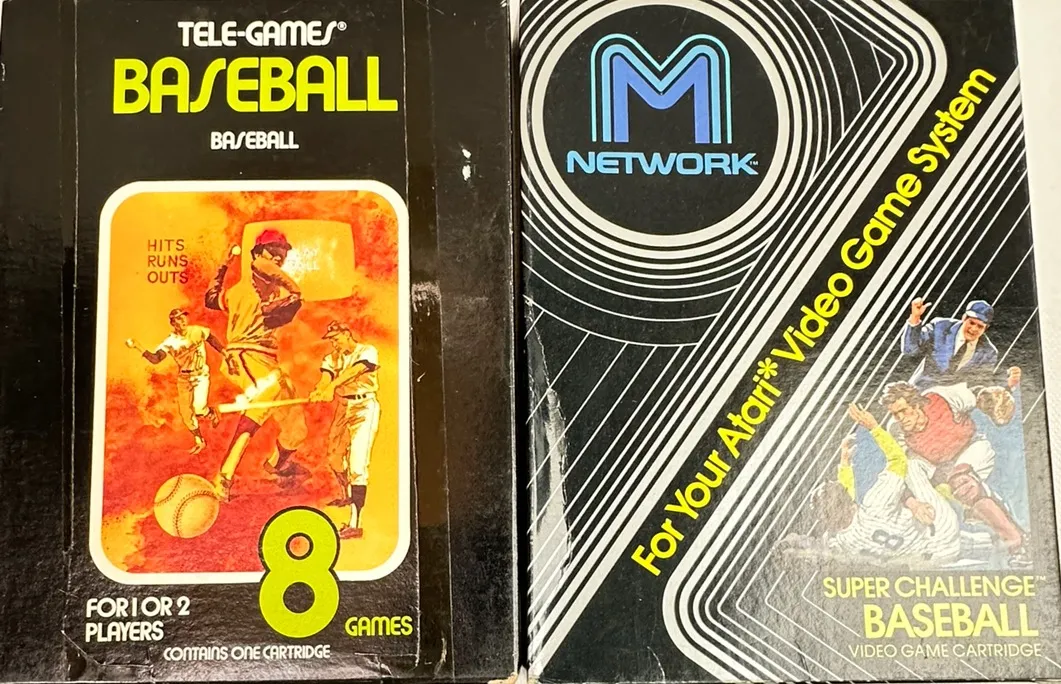 TELE-GAMES®
BASEBALL
BASEBALL
HITS
RUNS
OUTS
8
GAMES
FOR 1 OR 2
PLAYERS
CONTAINS ONE CARTRIDGE
M
NETWORK™
For Your Atari* Video Game System
8
SUPER CHALLENGE™
BASEBALL
VIDEO GAME CARTRIDGE